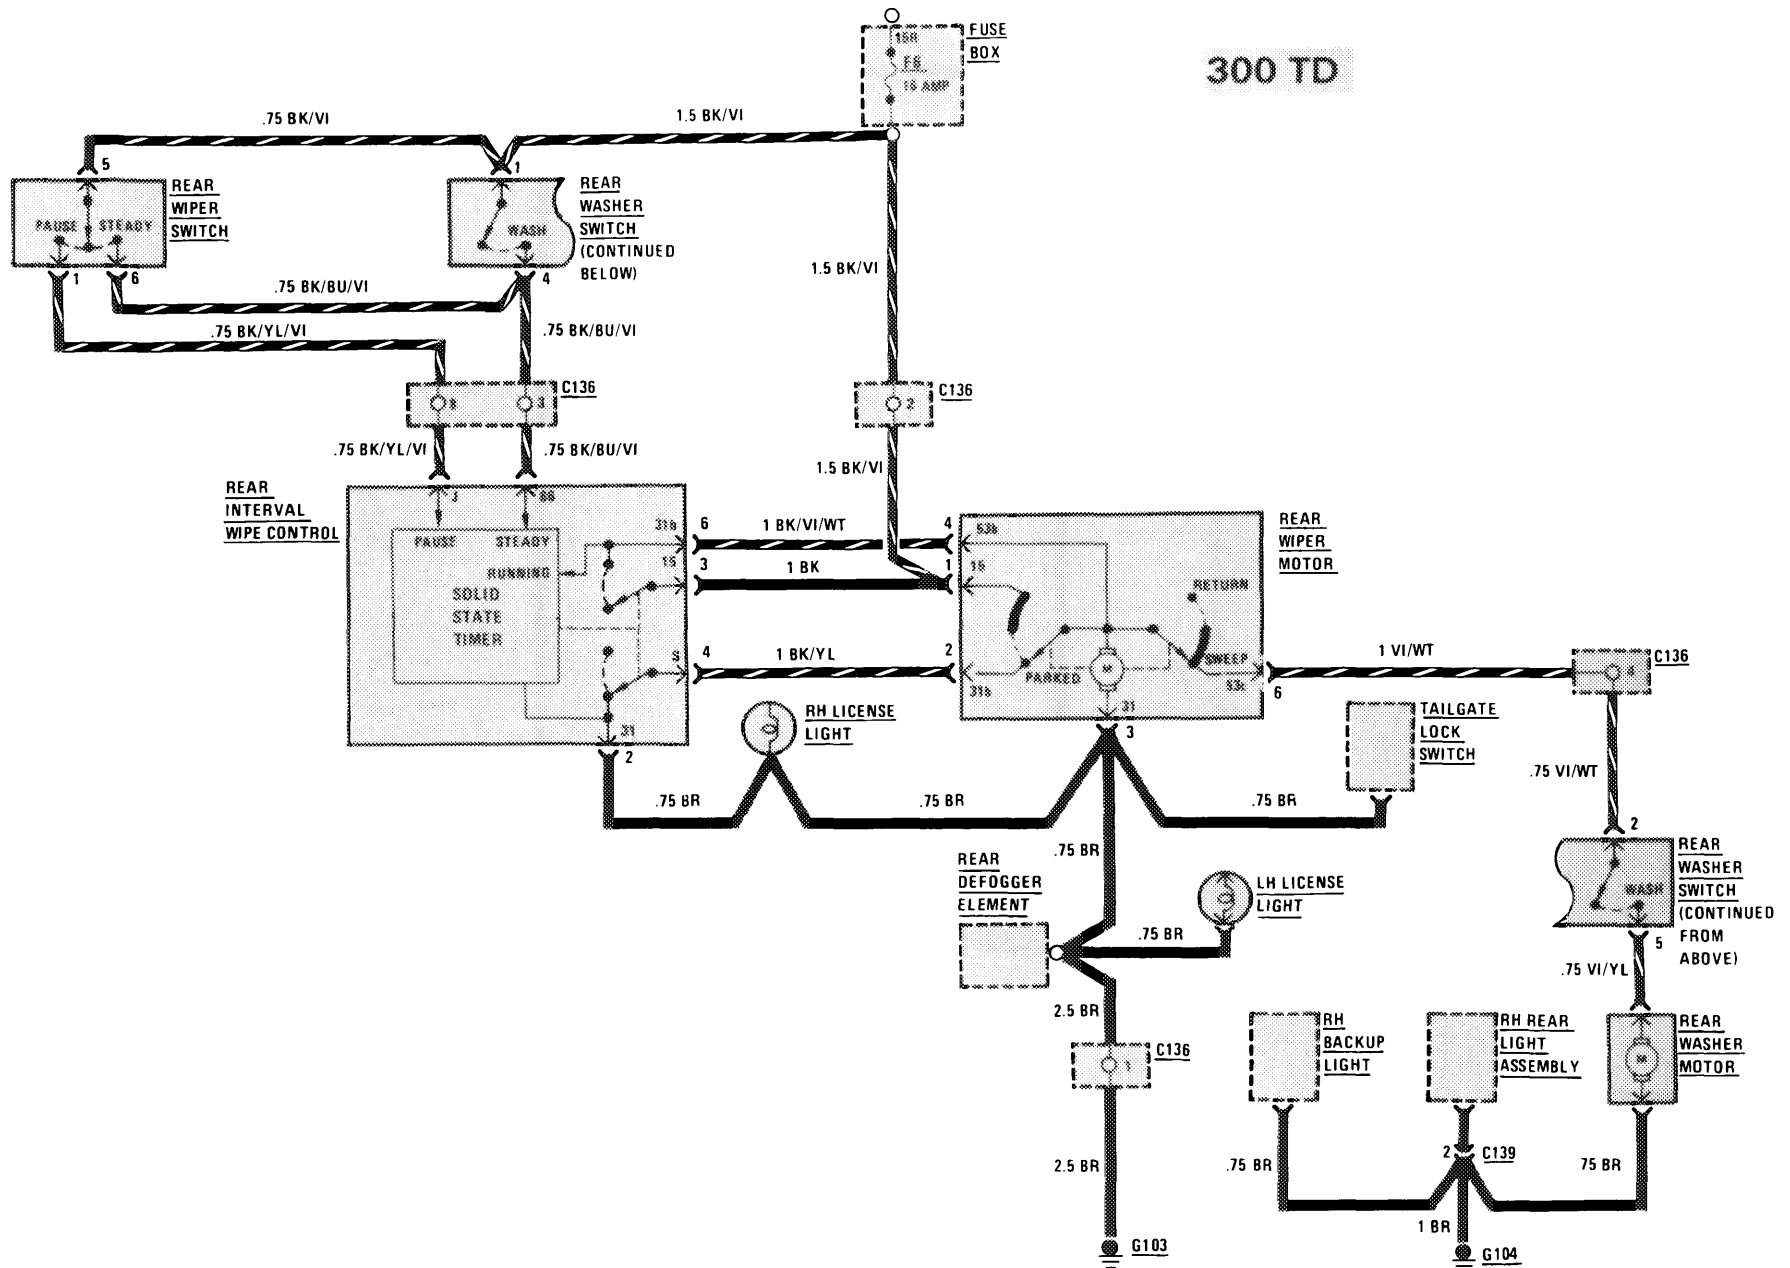 15R
F6
16 AMP
FUSE
BOX
300 TD
.75 BK/VI
1.5 BK/VI
5
1
REAR
WIPER
SWITCH
PAUSE
STEADY
REAR
WASHER
SWITCH
(CONTINUED
BELOW)
WASH
1
6
4
.75 BK/BU/VI
1.5 BK/VI
.75 BK/YL/VI
.75 BK/BU/VI
C136
8
3
C136
2
.75 BK/YL/VI
.75 BK/BU/VI
1.5 BK/VI
REAR
INTERVAL
WIPE CONTROL
J
86
PAUSE
STEADY
RUNNING
SOLID
STATE
TIMER
31b
15
S
31
6
1 BK/VI/WT
4
3
1 BK
1
4
1 BK/YL
2
2
53b
15
31b
PARKED
M
31
RETURN
SWEEP
53c
REAR
WIPER
MOTOR
3
6
1 VI/WT
C136
4
RH LICENSE
LIGHT
TAILGATE
LOCK
SWITCH
.75 VI/WT
.75 BR
.75 BR
.75 BR
.75 BR
2
REAR
WASHER
SWITCH
(CONTINUED
FROM
ABOVE)
WASH
5
REAR
DEFOGGER
ELEMENT
LH LICENSE
LIGHT
.75 BR
.75 VI/YL
2.5 BR
C136
1
RH
BACKUP
LIGHT
RH REAR
LIGHT
ASSEMBLY
REAR
WASHER
MOTOR
M
2.5 BR
.75 BR
2
C139
.75 BR
1 BR
G103
G104